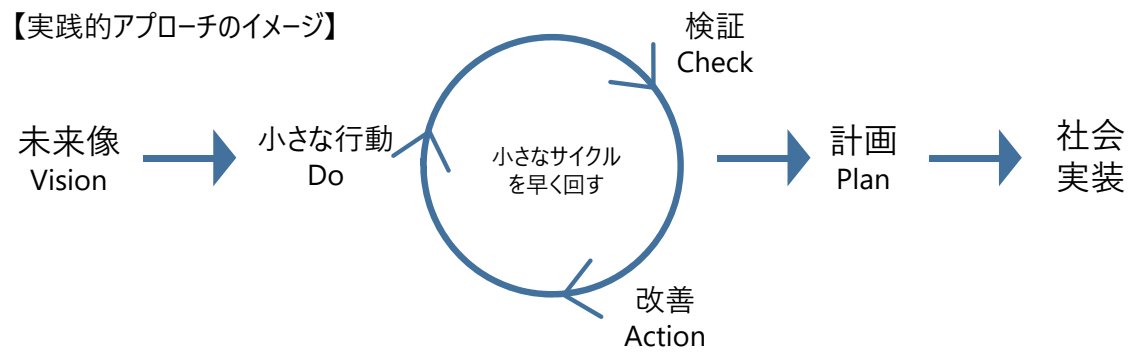 【実践的アプローチのイメージ】
未来像
Vision
小さな行動
Do
検証
Check
小さなサイクル
を早く回す
改善
Action
計画
Plan
社会
実装